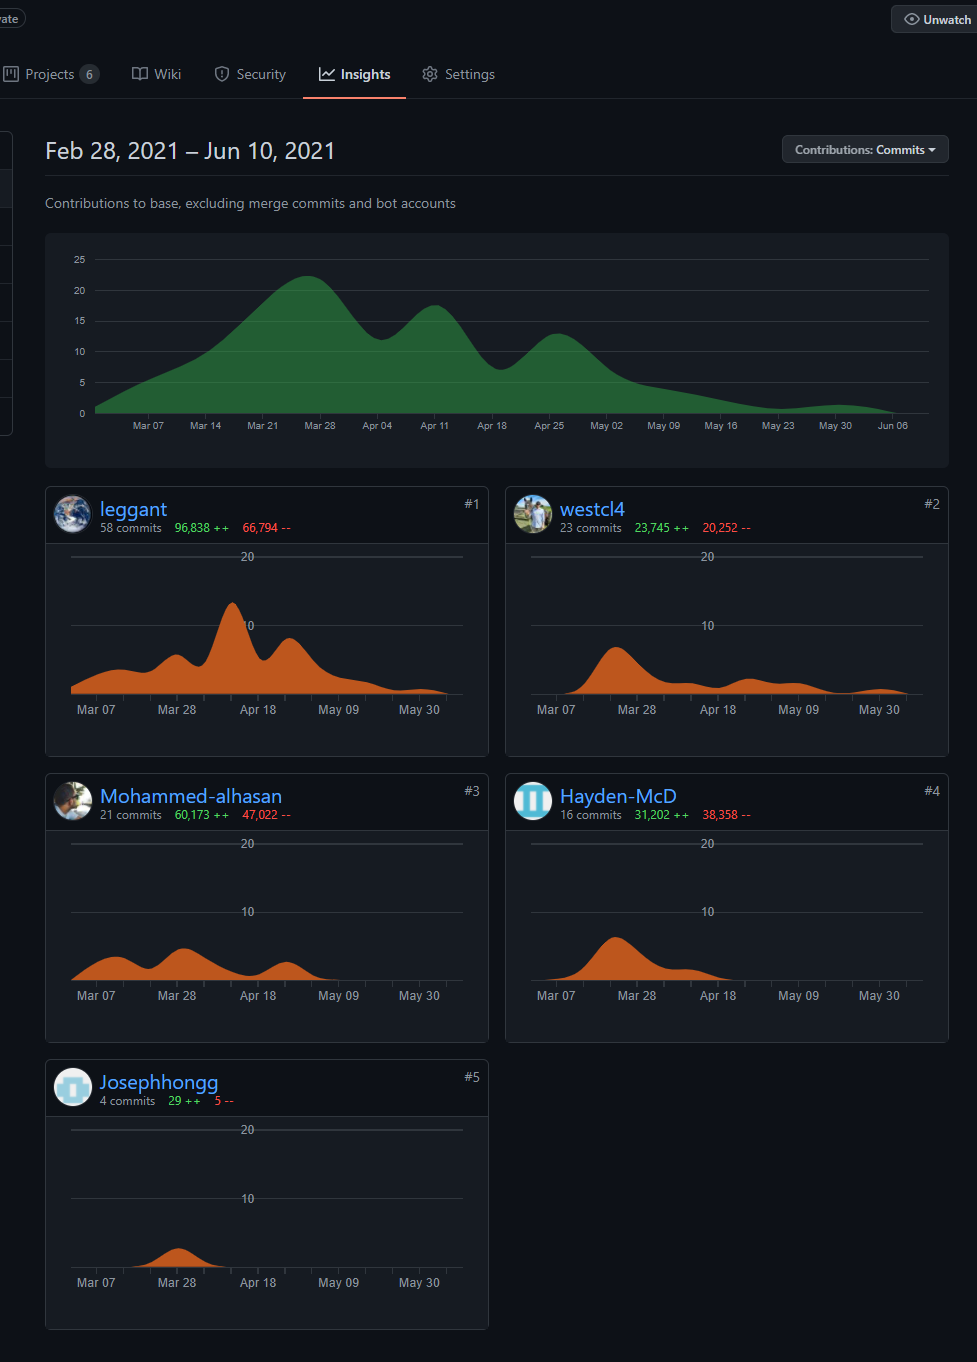 Unwatch
Projects 6 Wiki Security Insights Settings
Feb 28, 2021 – Jun 10, 2021
Contributions: Commits
Contributions to base, excluding merge commits and bot accounts
25
20
15
10
5
0
Mar 07 Mar 14 Mar 21 Mar 28 Apr 04 Apr 11 Apr 18 Apr 25 May 02 May 09 May 16 May 23 May 30 Jun 06
leggant #1
58 commits 96,838 ++ 66,794 --
20
10
Mar 07 Mar 28 Apr 18 May 09 May 30
westcl4 #2
23 commits 23,745 ++ 20,252 --
20
10
Mar 07 Mar 28 Apr 18 May 09 May 30
Mohammed-alhasan #3
21 commits 60,173 ++ 47,022 --
20
10
Mar 07 Mar 28 Apr 18 May 09 May 30
Hayden-McD #4
16 commits 31,202 ++ 38,358 --
20
10
Mar 07 Mar 28 Apr 18 May 09 May 30
Josephhongg #5
4 commits 29 ++ 5 --
20
10
Mar 07 Mar 28 Apr 18 May 09 May 30